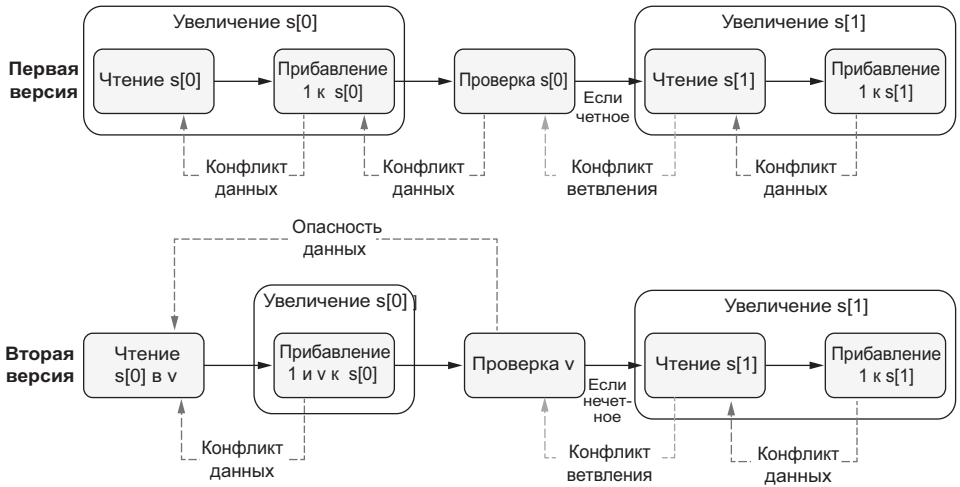 Увеличение s[0]
Увеличение s[1]
Первая
версия
Чтение s[0]
Прибавление
1 к s[0]
Проверка s[0]
Если
четное
Чтение s[1]
Прибавление
1 к s[1]
Конфликт
данных
Конфликт
данных
Конфликт
ветвления
Конфликт
данных
Опасность
данных
Увеличение s[0]
Увеличение s[1]
Вторая
версия
Чтение
s[0] в v
Прибавление
1 и v к s[0]
Проверка v
Если
нечет-
ное
Чтение s[1]
Прибавление
1 к s[1]
Конфликт
данных
Конфликт
ветвления
Конфликт
данных